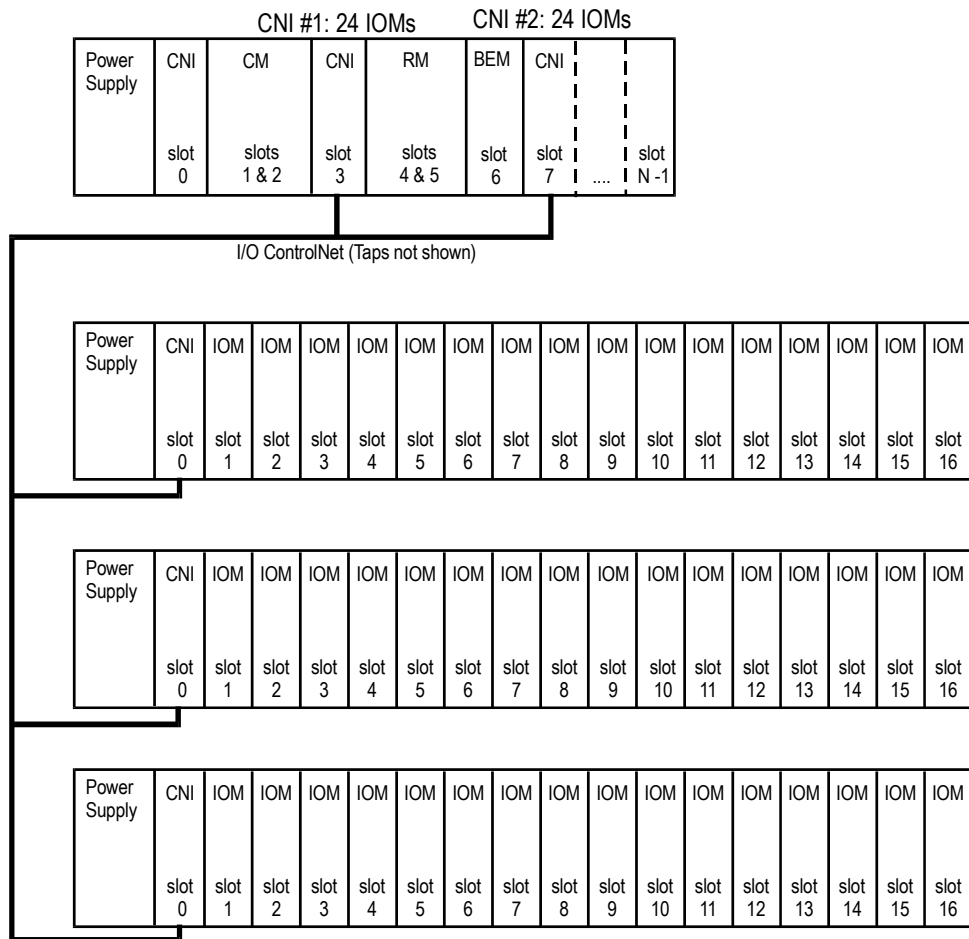 CNI #1: 24 IOMs CNI #2: 24 IOMs
Power Supply CNI CM CNI RM BEM CNI
slot 0 slots 1 & 2 slot 3 slots 4 & 5 slot 6 slot 7 .... slot N -1
I/O ControlNet (Taps not shown)
Power Supply CNI IOM IOM IOM IOM IOM IOM IOM IOM IOM IOM IOM IOM IOM IOM IOM IOM
slot 0 slot 1 slot 2 slot 3 slot 4 slot 5 slot 6 slot 7 slot 8 slot 9 slot 10 slot 11 slot 12 slot 13 slot 14 slot 15 slot 16
Power Supply CNI IOM IOM IOM IOM IOM IOM IOM IOM IOM IOM IOM IOM IOM IOM IOM IOM
slot 0 slot 1 slot 2 slot 3 slot 4 slot 5 slot 6 slot 7 slot 8 slot 9 slot 10 slot 11 slot 12 slot 13 slot 14 slot 15 slot 16
Power Supply CNI IOM IOM IOM IOM IOM IOM IOM IOM IOM IOM IOM IOM IOM IOM IOM IOM
slot 0 slot 1 slot 2 slot 3 slot 4 slot 5 slot 6 slot 7 slot 8 slot 9 slot 10 slot 11 slot 12 slot 13 slot 14 slot 15 slot 16